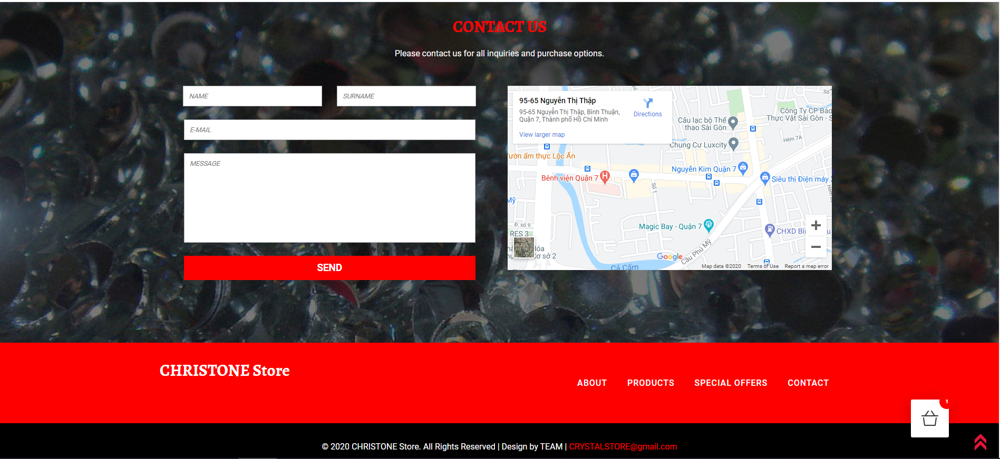 CONTACT US
Please contact us for all inquiries and purchase options.
NAME
SURNAME
E-MAIL
MESSAGE
SEND
95-65 Nguyễn Thị Thập
95-65 Nguyễn Thị Thập, Bình Thuận,
Quận 7, Thành phố Hồ Chí Minh
Directions
View larger map
Câu lạc bộ Thể
thao Sài Gòn
Công Ty CP Bảo
Thực Vật Sài Gòn - S
Hẻm 7A
Chung Cư Luxcity
ườn ẩm thực Lộc Ấn
Nguyễn Kim Quận 7
Bệnh viện Quận 7
Siêu thị Điện máy
Số 1
Mỹ
Đ. số 9
RES 3
Cơ sở 2
Magic Bay - Quận 7
CHXD Bì
Cầu Phú Mỹ
Cả Cấm
Google
Map data ©2020
Terms of Use
Report a map error
CHRISTONE Store
ABOUT
PRODUCTS
SPECIAL OFFERS
CONTACT
1
© 2020 CHRISTONE Store. All Rights Reserved | Design by TEAM | CRYSTALSTORE@gmail.com